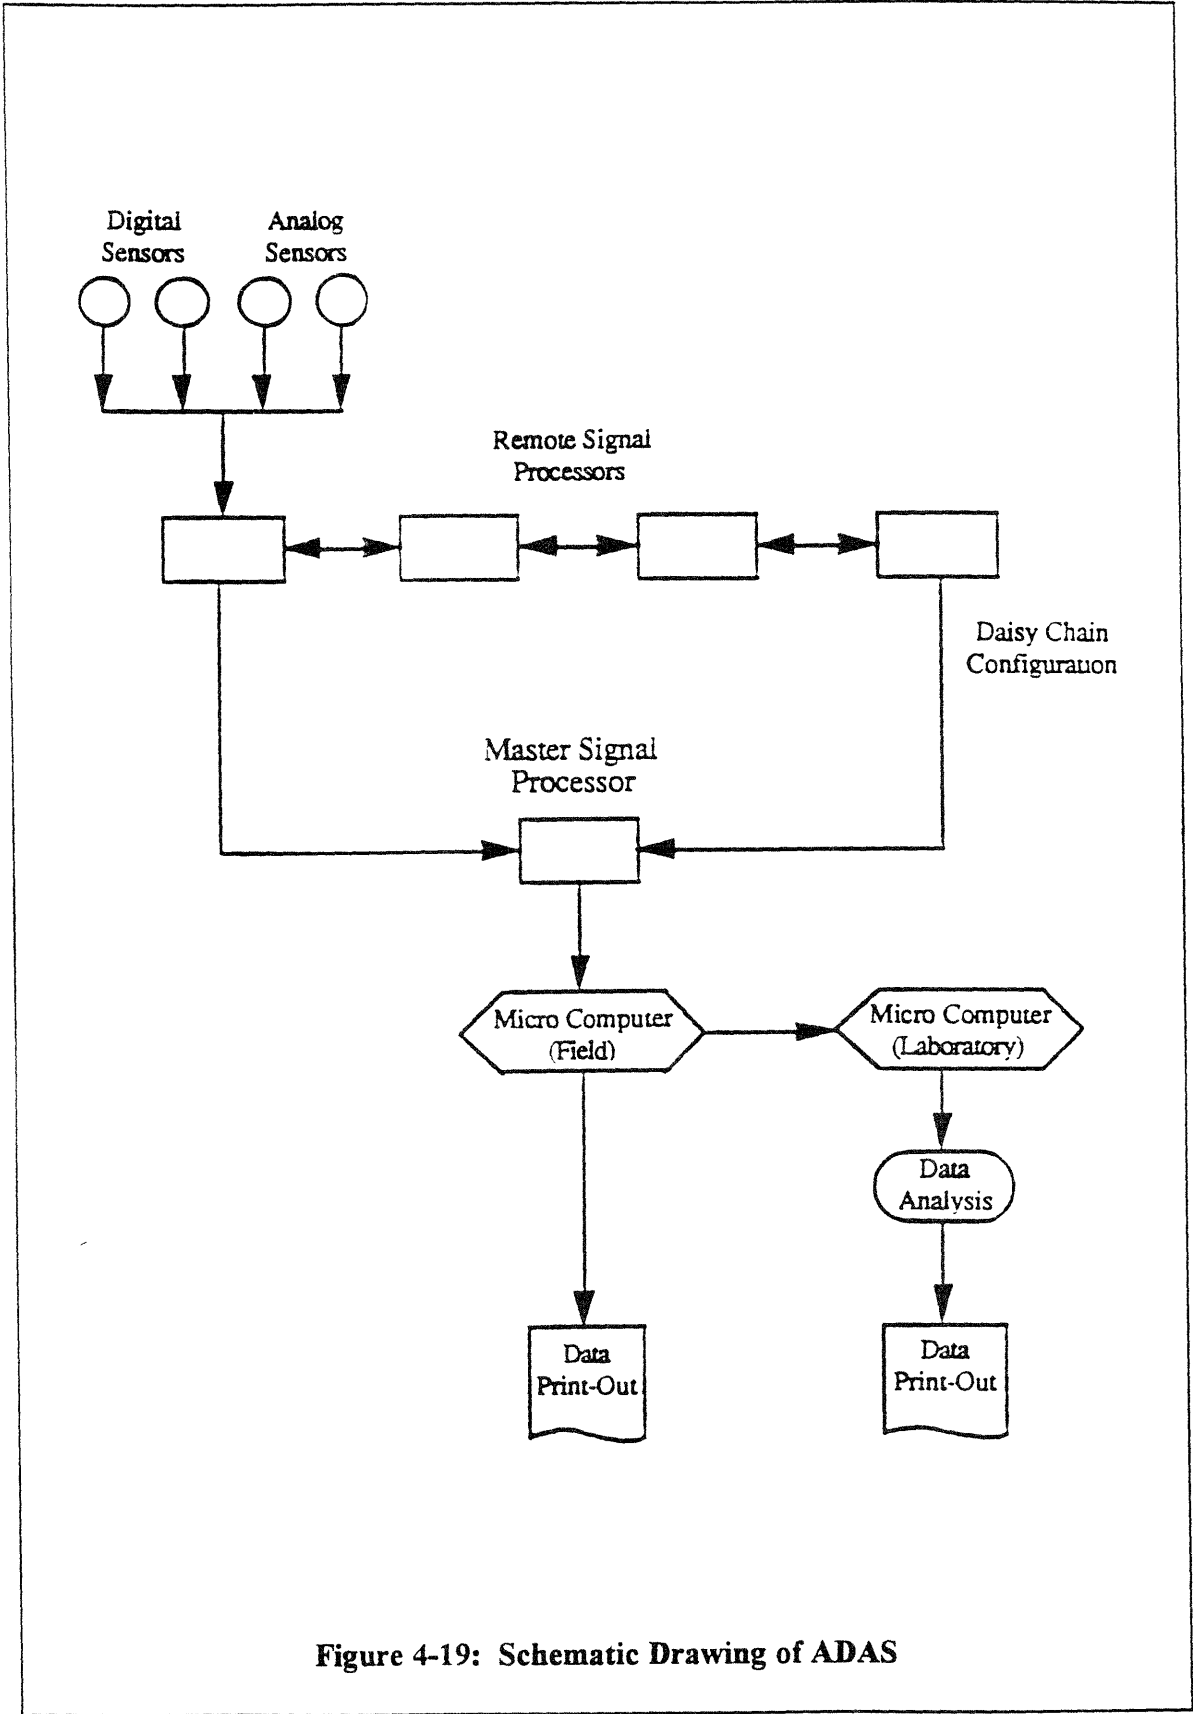 Digital
Sensors
Analog
Sensors
Remote Signal
Processors
Daisy Chain
Configuration
Master Signal
Processor
Micro Computer
(Field)
Micro Computer
(Laboratory)
Data
Analysis
Data
Print-Out
Data
Print-Out
Figure 4-19: Schematic Drawing of ADAS